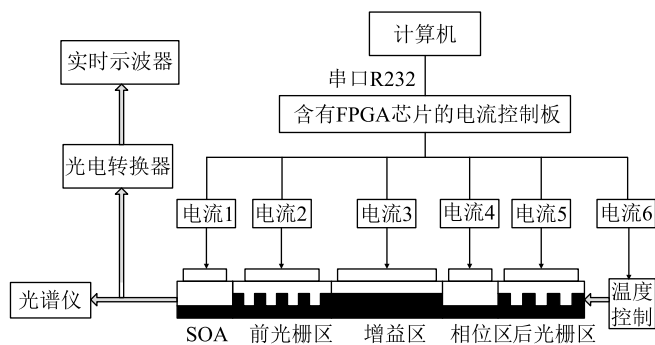 计算机
实时示波器
串口R232
含有FPGA芯片的电流控制板
光电转换器
电流1 电流2 电流3 电流4 电流5 电流6
光谱仪
温度
控制
SOA 前光栅区 增益区 相位区 后光栅区